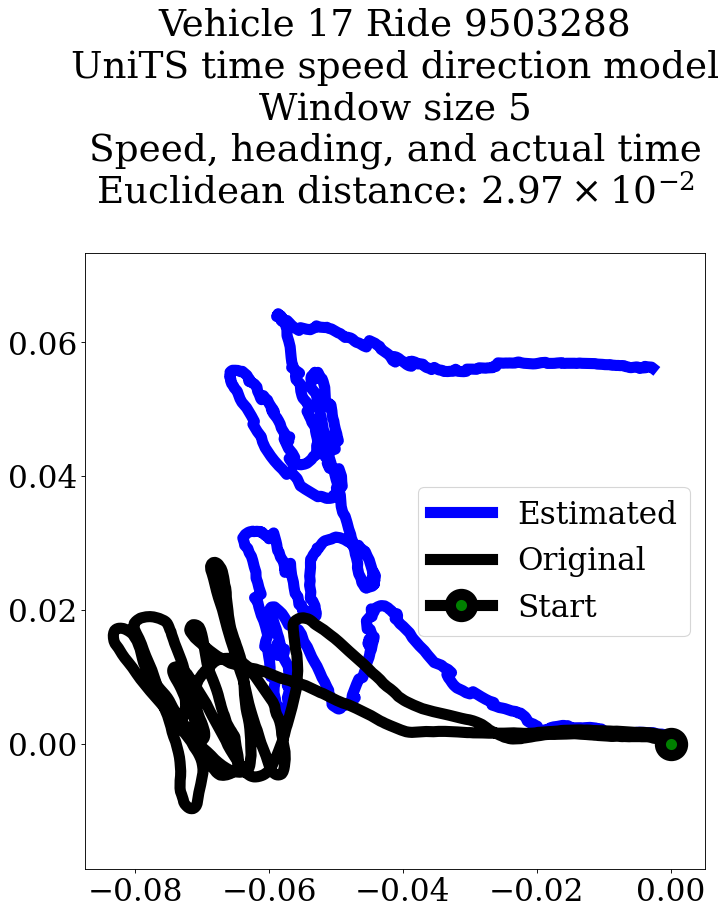 Vehicle 17 Ride 9503288
UniTS time speed direction model
Window size 5
Speed, heading, and actual time
Euclidean distance: 2.97 × 10⁻²
0.06
0.04
0.02
0.00
Estimated
Original
Start
−0.08 −0.06 −0.04 −0.02 0.00